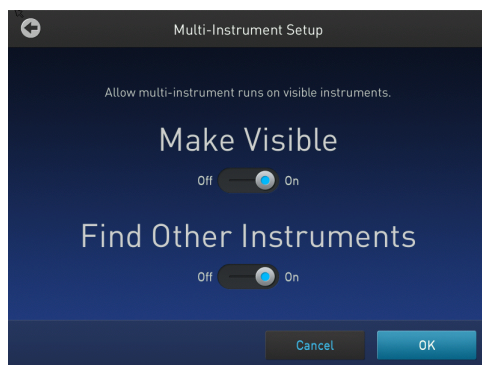 Multi-Instrument Setup
Allow multi-instrument runs on visible instruments.
Make Visible
Off On
Find Other Instruments
Off On
Cancel OK